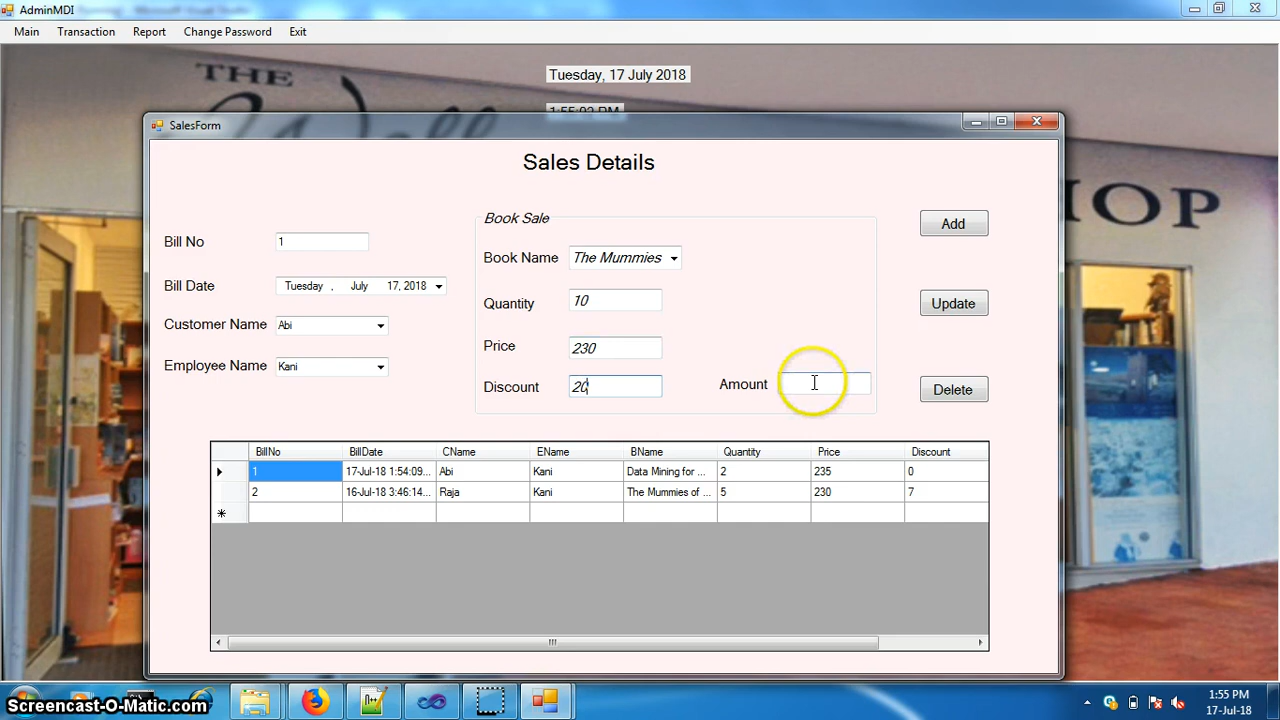 AdminMDI
Main Transaction Report Change Password Exit
THE
Tuesday, 17 July 2018
HOP
SalesForm
Sales Details
Book Sale
Add
Bill No 1
Book Name The Mummies
Bill Date Tuesday , July 17, 2018
Quantity 10
Update
Customer Name Abi
Price 230
Employee Name Kani
Discount 20
Amount
Delete
BillNo BillDate CName EName BName Quantity Price Discount
1 17-Jul-18 1:54:09... Abi Kani Data Mining for ... 2 235 0
2 16-Jul-18 3:46:14... Raja Kani The Mummies of ... 5 230 7
1:55 PM
17-Jul-18
Screencast-O-Matic.com